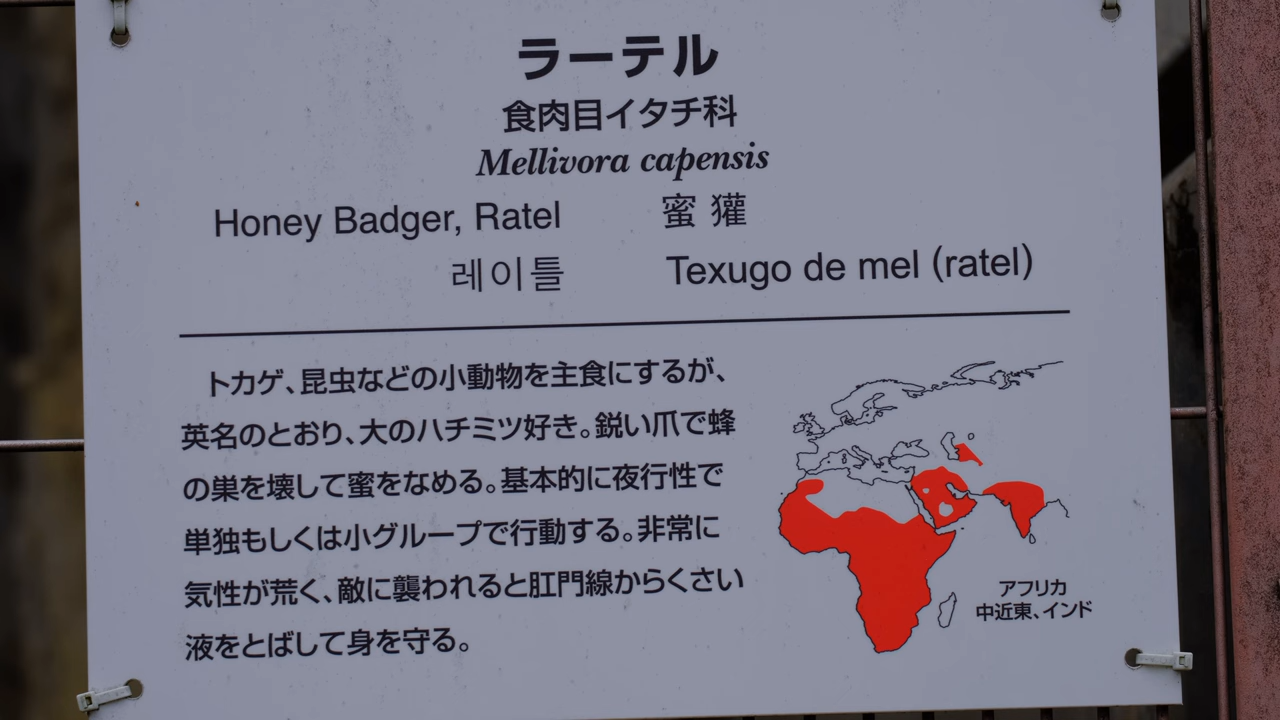 ラーテル
食肉目イタチ科
Mellivora capensis
Honey Badger, Ratel 蜜 獾
레이틀 Texugo de mel (ratel)
トカゲ、昆虫などの小動物を主食にするが、
英名のとおり、大のハチミツ好き。鋭い爪で蜂
の巣を壊して蜜をなめる。基本的に夜行性で
単独もしくは小グループで行動する。非常に
気性が荒く、敵に襲われると肛門線からくさい
液をとばして身を守る。
アフリカ
中近東、インド